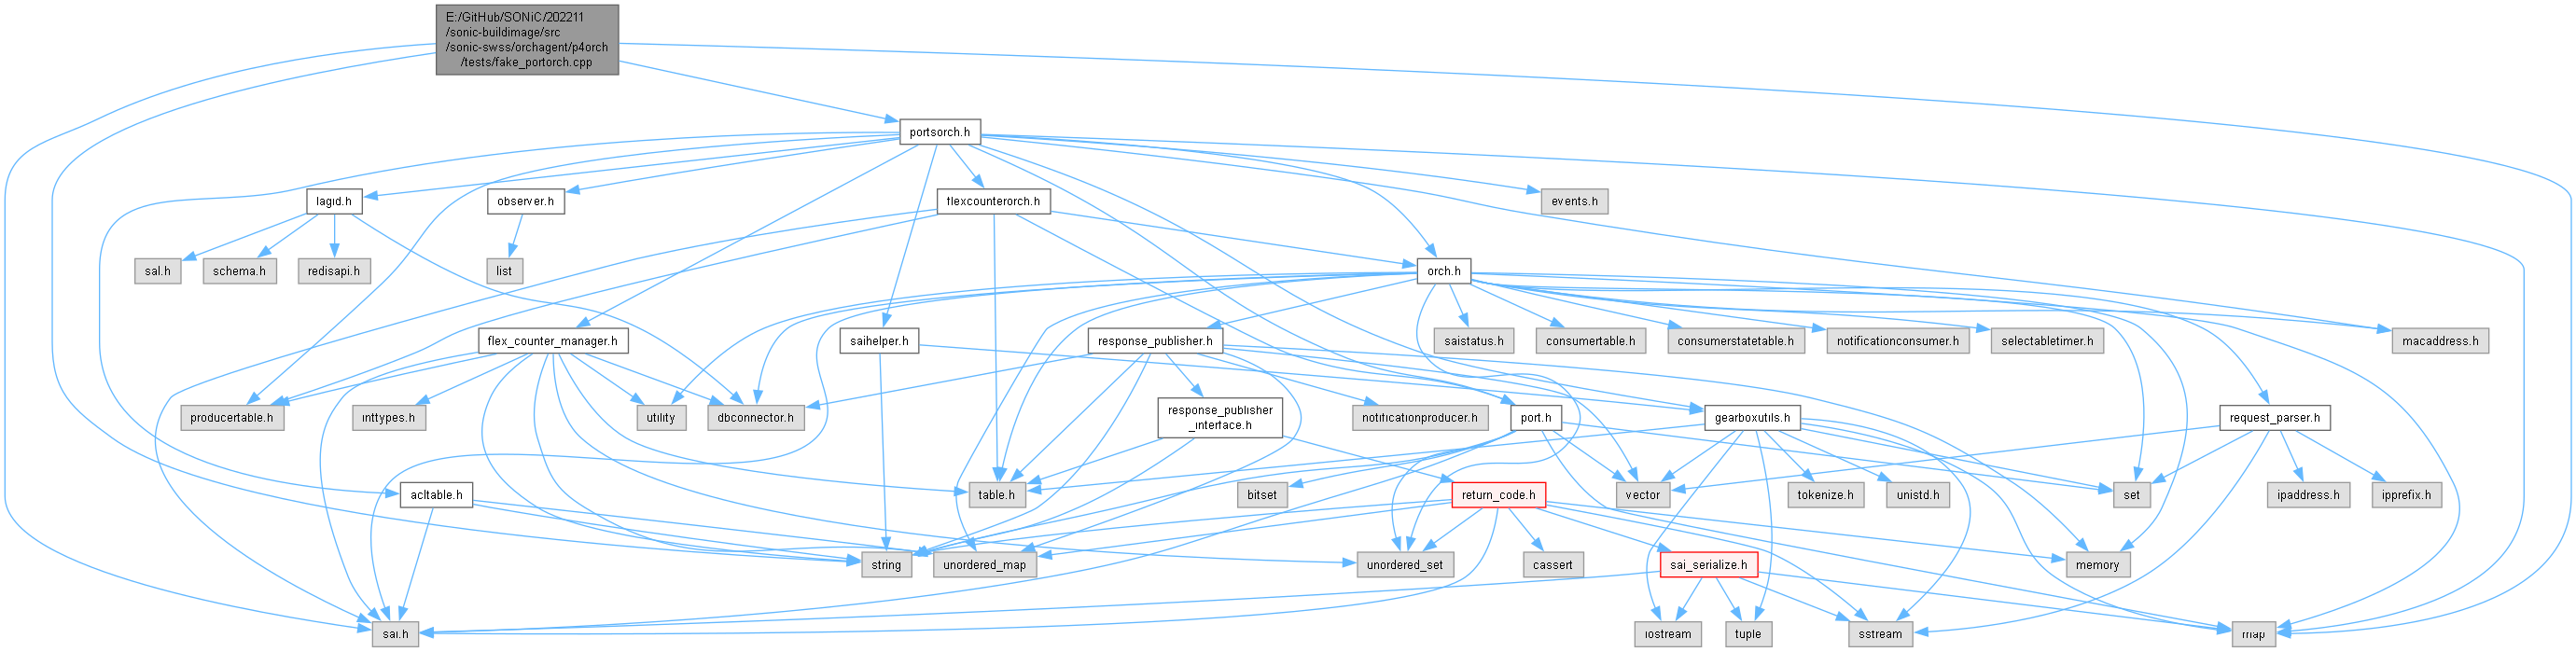 E:/GitHub/SONiC/202211
/sonic-buildimage/src
/sonic-swss/orchagent/p4orch
/tests/fake_portorch.cpp
portsorch.h
lagid.h
observer.h
flexcounterorch.h
events.h
sal.h
schema.h
redisapi.h
list
orch.h
flex_counter_manager.h
saihelper.h
response_publisher.h
saistatus.h
consumertable.h
consumerstatetable.h
notificationconsumer.h
selectabletimer.h
macaddress.h
producertable.h
inttypes.h
utility
dbconnector.h
response_publisher
_interface.h
notificationproducer.h
port.h
gearboxutils.h
request_parser.h
acltable.h
table.h
bitset
return_code.h
vector
tokenize.h
unistd.h
set
ipaddress.h
ipprefix.h
string
unordered_map
unordered_set
cassert
sai_serialize.h
memory
sai.h
iostream
tuple
sstream
map